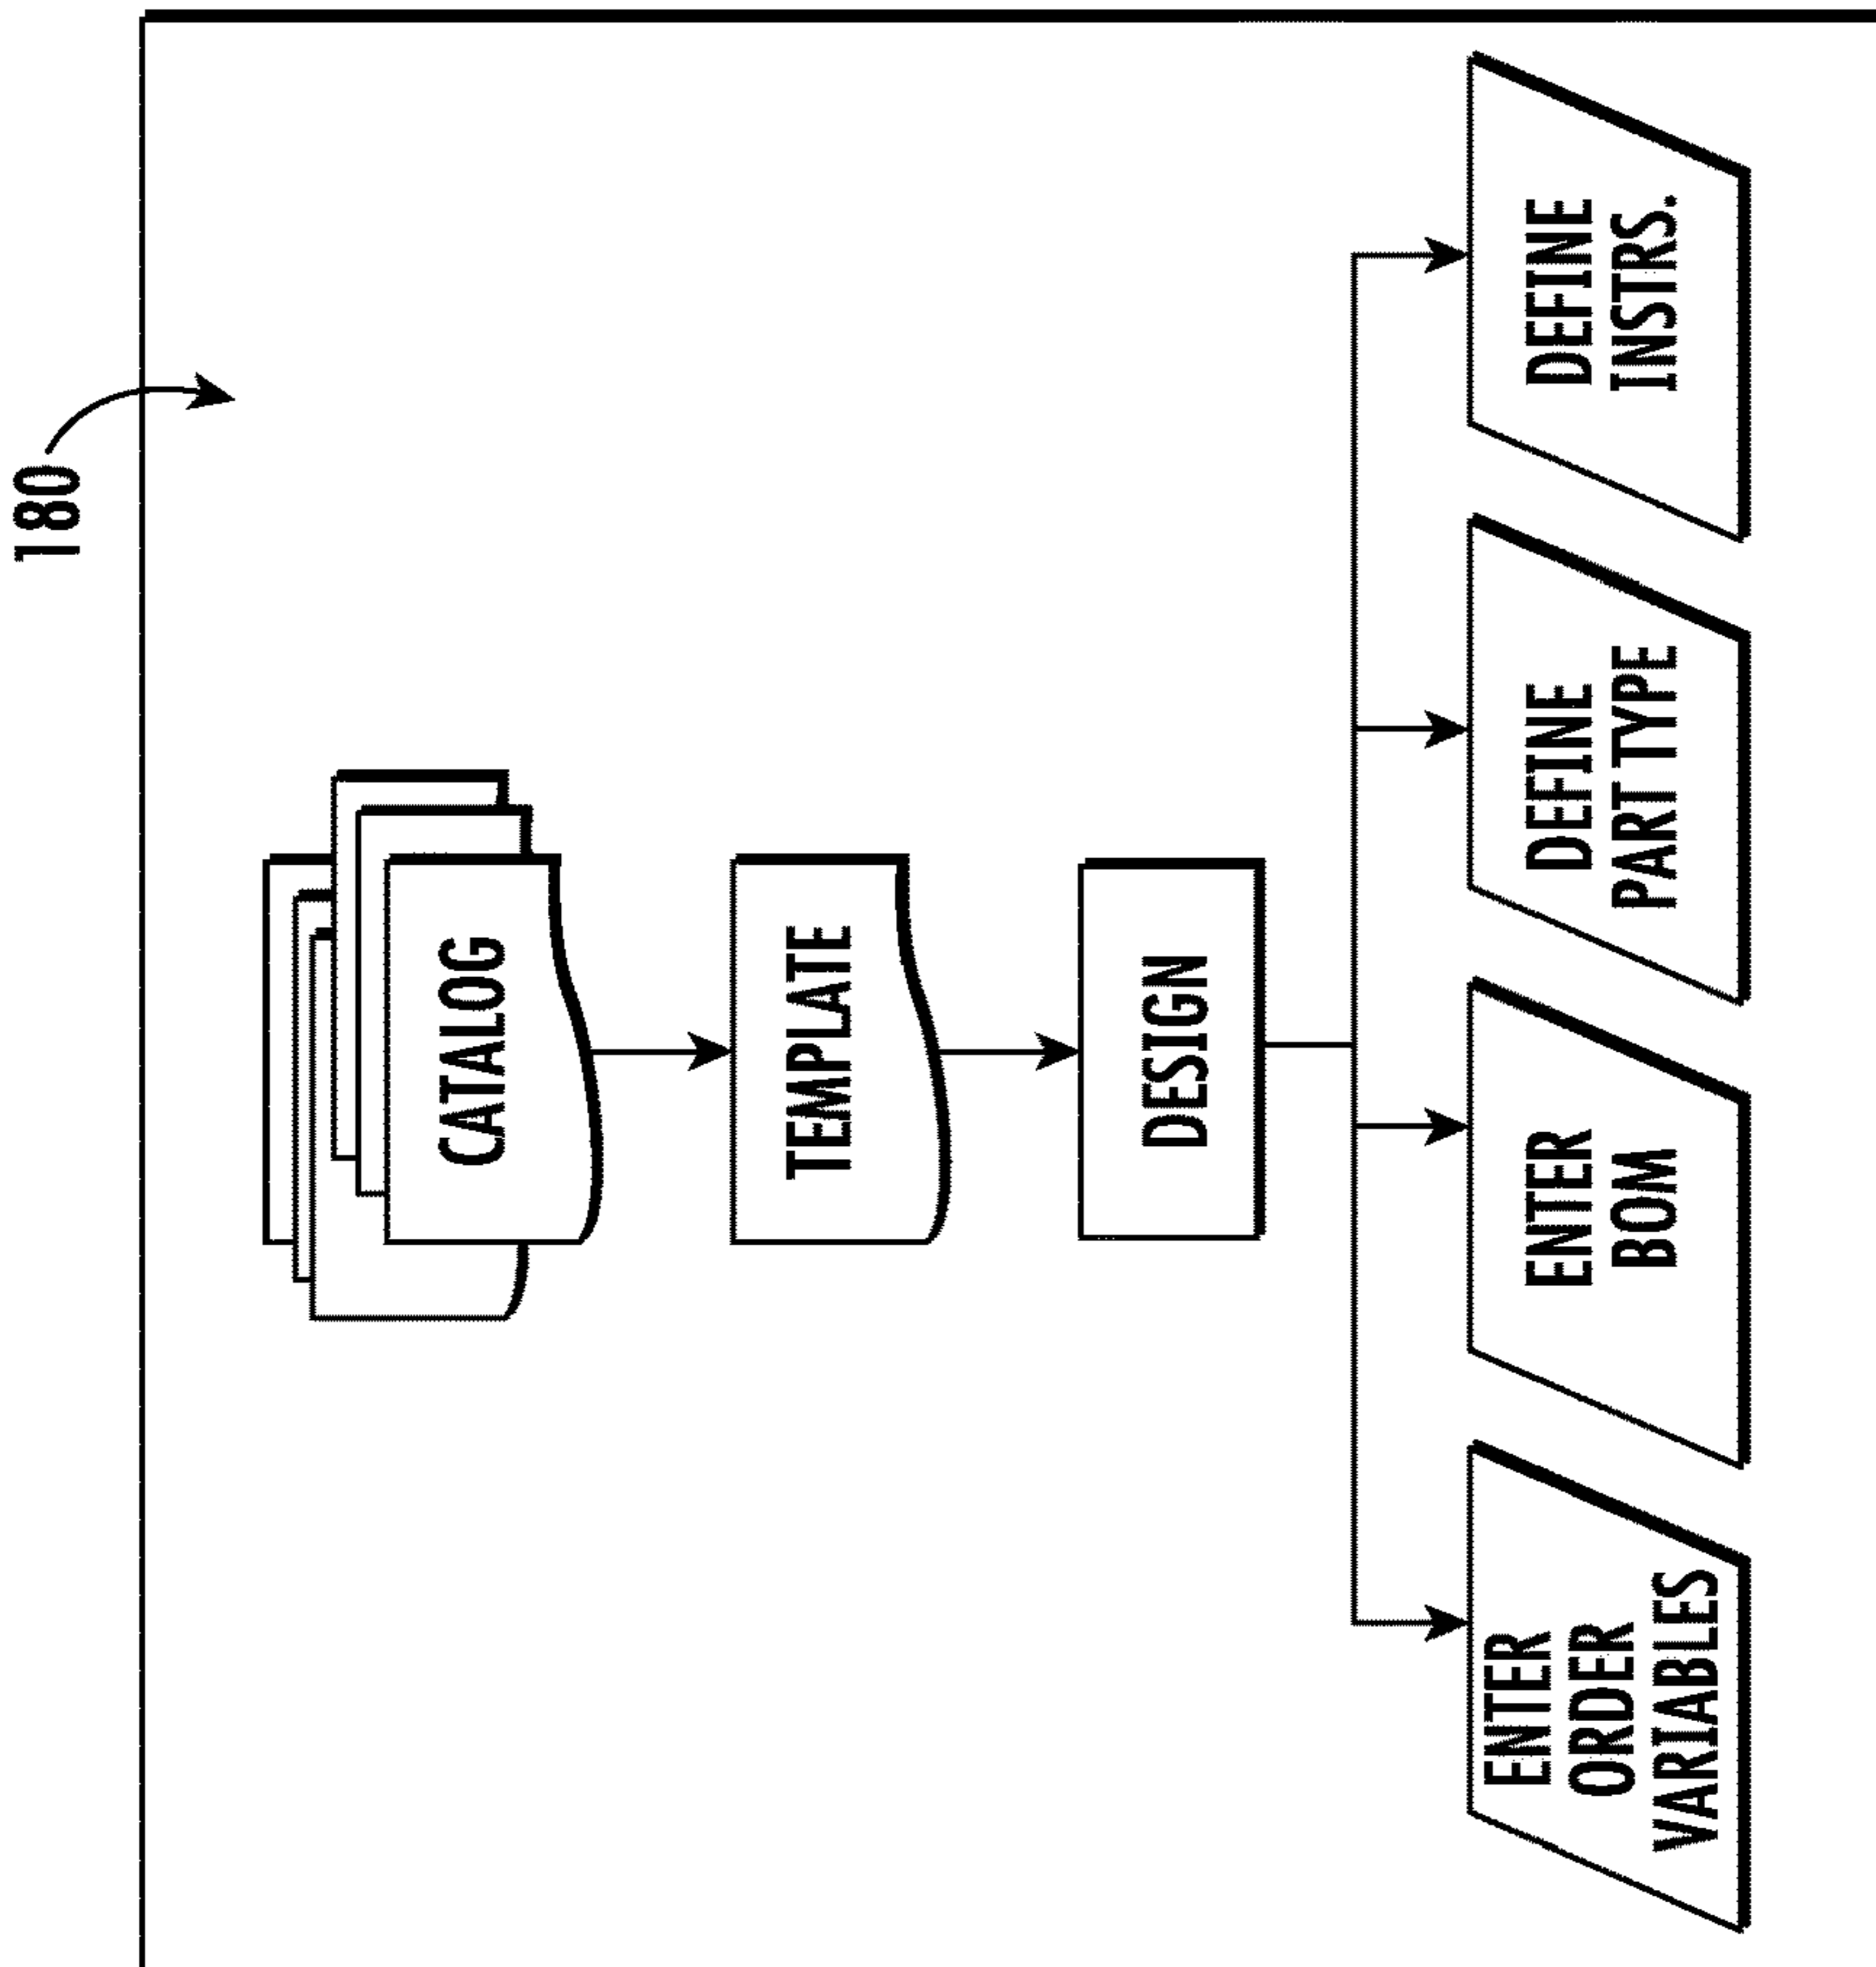 180
CATALOG
TEMPLATE
DESIGN
ENTER
ORDER
VARIABLES
ENTER
BOM
DEFINE
PART TYPE
DEFINE
INSTRS.